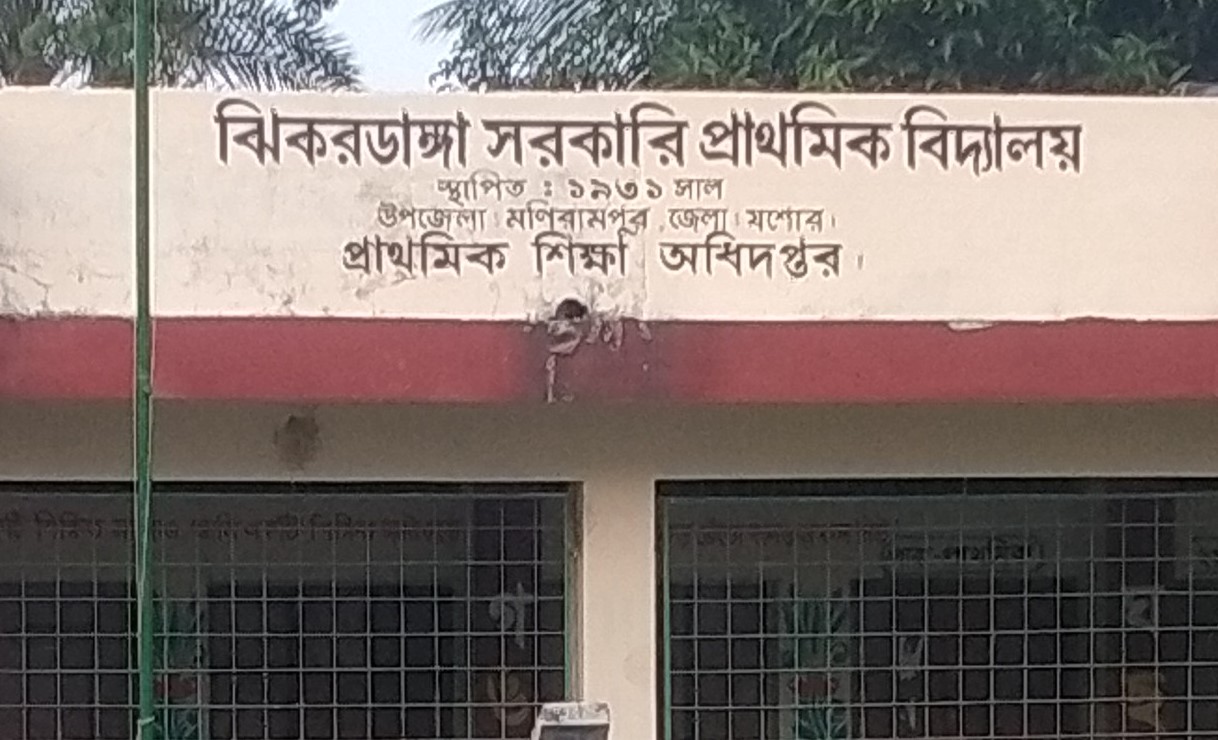 ঝিকরডাঙ্গা সরকারি প্রাথমিক বিদ্যালয়
স্থাপিত : ১৯৩১ সাল
উপজেলা : মণিরামপুর , জেলা : যশোর।
প্রাথমিক শিক্ষা অধিদপ্তর।